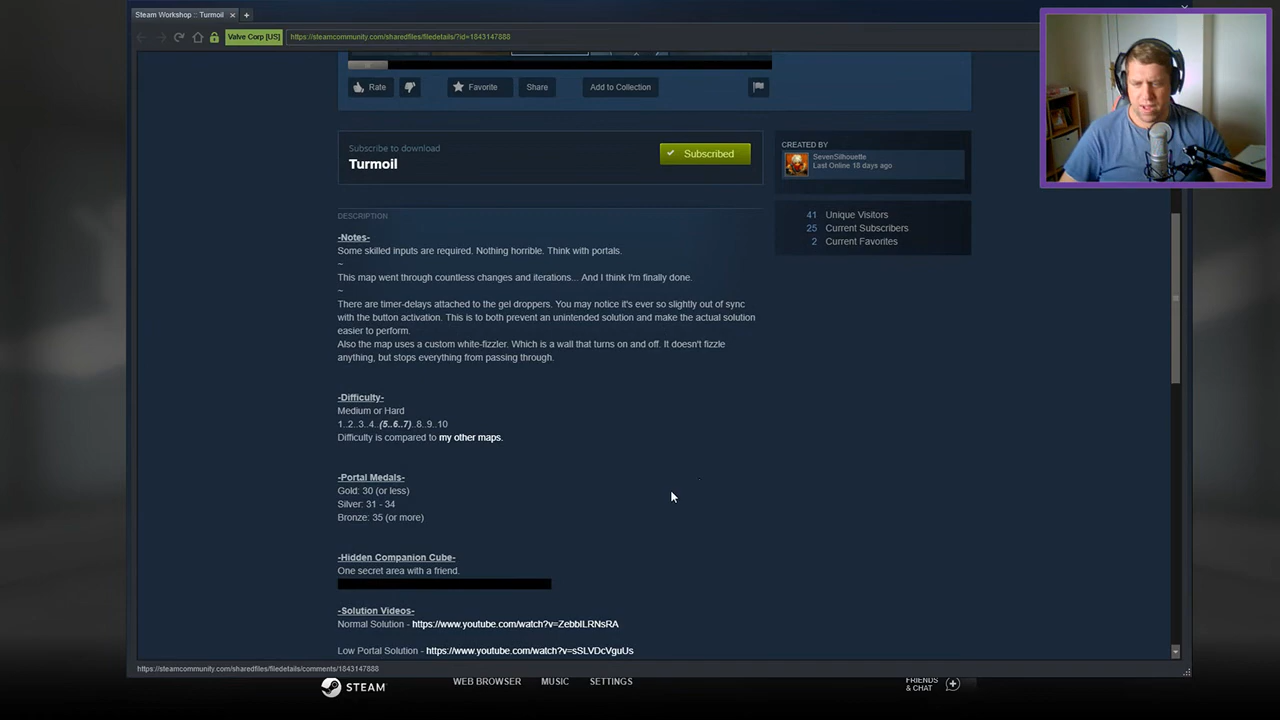 Steam Workshop :: Turmoil
Valve Corp [US]
https://steamcommunity.com/sharedfiles/filedetails/?id=1843147888
Rate
Favorite
Share
Add to Collection
Subscribe to download
Turmoil
Subscribed
CREATED BY
SevenSilhouette
Last Online 18 days ago
41 Unique Visitors
25 Current Subscribers
2 Current Favorites
DESCRIPTION
-Notes-
Some skilled inputs are required. Nothing horrible. Think with portals.
~
This map went through countless changes and iterations... And I think I'm finally done.
~
There are timer-delays attached to the gel droppers. You may notice it's ever so slightly out of sync
with the button activation. This is to both prevent an unintended solution and make the actual solution
easier to perform.
Also the map uses a custom white-fizzler. Which is a wall that turns on and off. It doesn't fizzle
anything, but stops everything from passing through.
-Difficulty-
Medium or Hard
1..2..3..4..(5..6..7)..8..9..10
Difficulty is compared to my other maps.
-Portal Medals-
Gold: 30 (or less)
Silver: 31 - 34
Bronze: 35 (or more)
-Hidden Companion Cube-
One secret area with a friend.
-Solution Videos-
Normal Solution - https://www.youtube.com/watch?v=ZebbILRNsRA
Low Portal Solution - https://www.youtube.com/watch?v=sSLVDcVguUs
https://steamcommunity.com/sharedfiles/filedetails/comments/1843147888
STEAM
WEB BROWSER
MUSIC
SETTINGS
FRIENDS
& CHAT